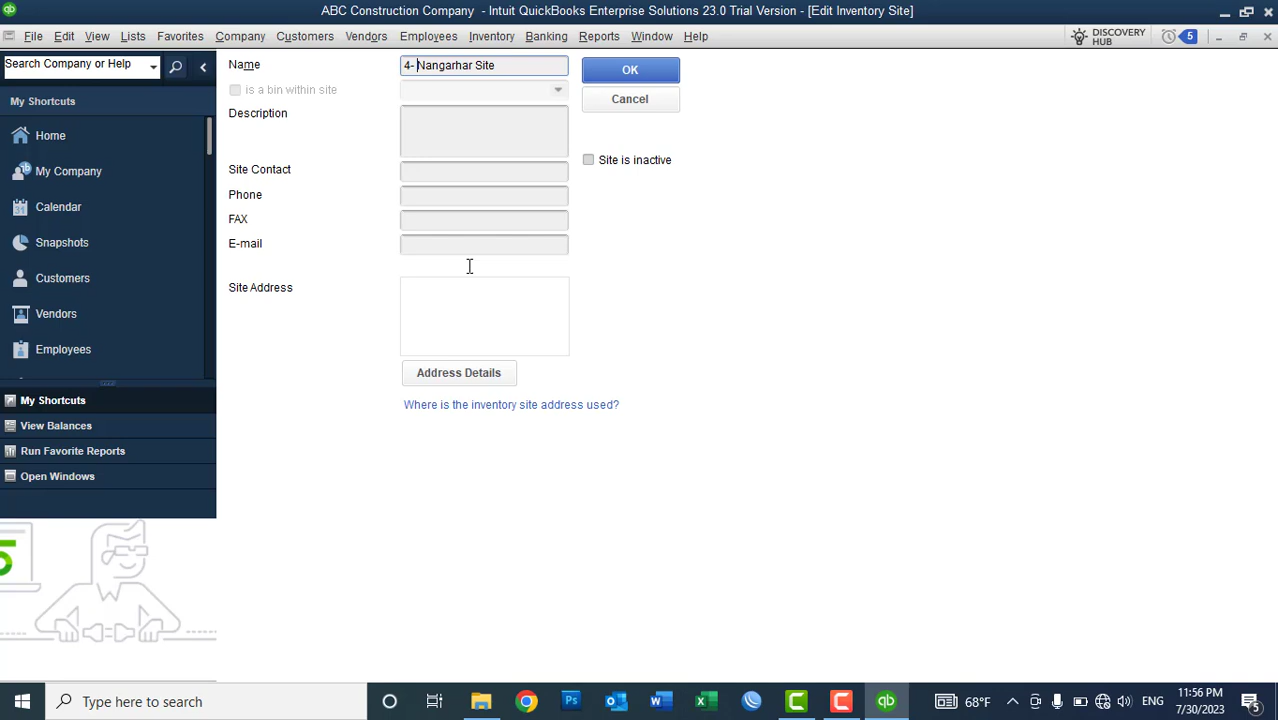 ABC Construction Company - Intuit QuickBooks Enterprise Solutions 23.0 Trial Version - [Edit Inventory Site]
File Edit View Lists Favorites Company Customers Vendors Employees Inventory Banking Reports Window Help
DISCOVERY HUB 5
Search Company or Help
My Shortcuts
Home
My Company
Calendar
Snapshots
Customers
Vendors
Employees
My Shortcuts
View Balances
Run Favorite Reports
Open Windows
Name 4- Nangarhar Site OK
is a bin within site Cancel
Description
Site is inactive
Site Contact
Phone
FAX
E-mail
Site Address
Address Details
Where is the inventory site address used?
5
Type here to search
68°F ENG 11:56 PM
7/30/2023 5